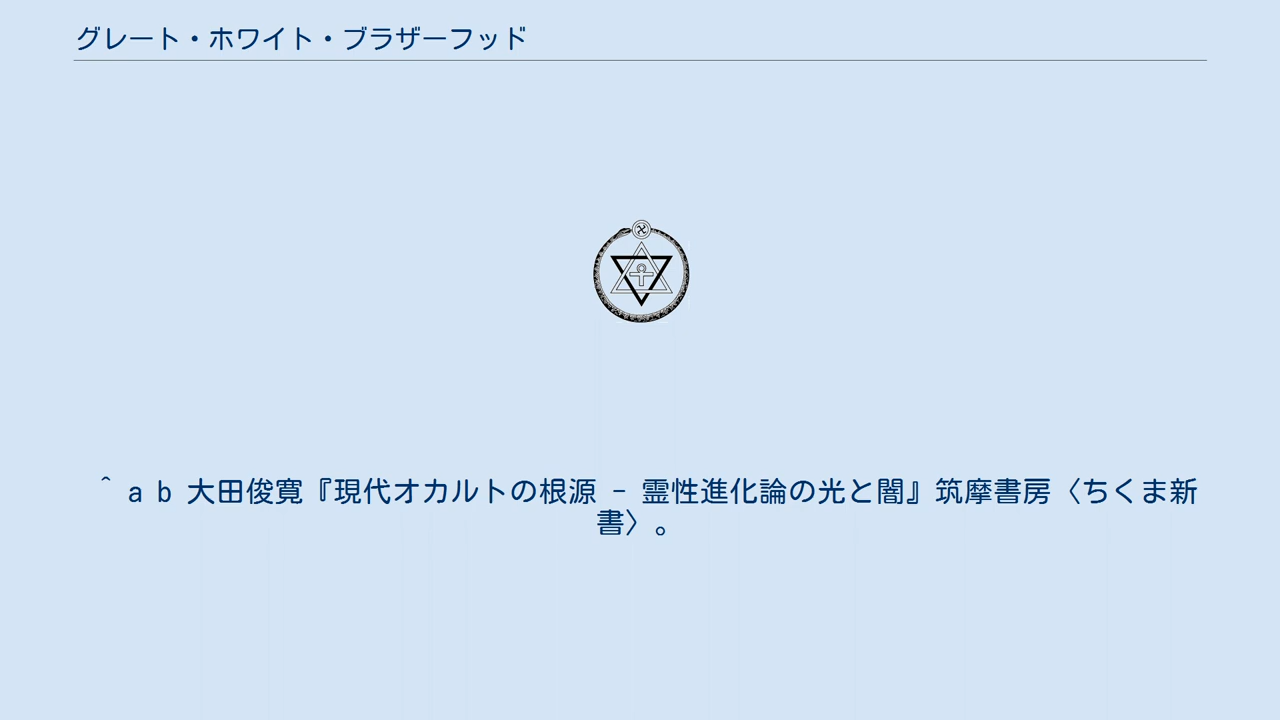 グレート・ホワイト・ブラザーフッド
^ a b 大田俊寛『現代オカルトの根源 - 霊性進化論の光と闇』筑摩書房〈ちくま新
書〉。